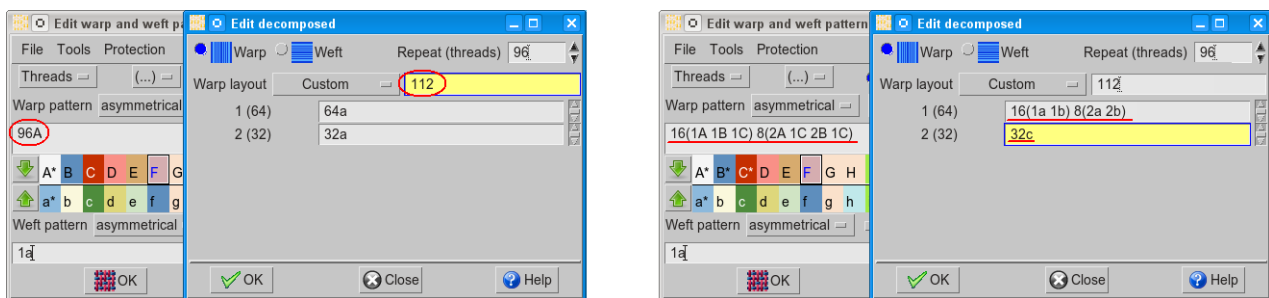 Edit warp and weft pa
File Tools Protection
Threads
(...)
Warp pattern asymmetrical
96A
A* B C D E F G
a* b c d e f g
Weft pattern asymmetrical
1a
OK
Edit decomposed
Warp Weft Repeat (threads) 96
Warp layout Custom 112
1 (64) 64a
2 (32) 32a
OK Close Help
Edit warp and weft pattern
File Tools Protection
Threads
(...)
Warp pattern asymmetrical
16(1A 1B 1C) 8(2A 1C 2B 1C)
A* B* C* D E F G H
a* b c d e f g h
Weft pattern asymmetrical
1a
OK
Edit decomposed
Warp Weft Repeat (threads) 96
Warp layout Custom 112
1 (64) 16(1a 1b) 8(2a 2b)
2 (32) 32c
OK Close Help